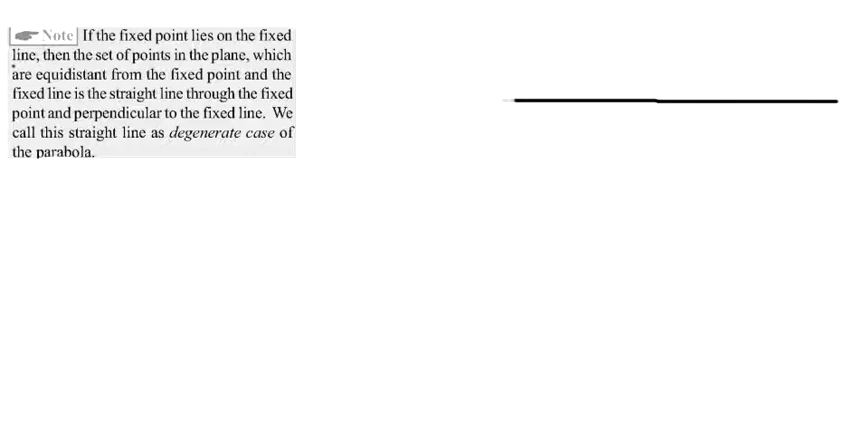 Note If the fixed point lies on the fixed
line, then the set of points in the plane, which
are equidistant from the fixed point and the
fixed line is the straight line through the fixed
point and perpendicular to the fixed line. We
call this straight line as degenerate case of
the parabola.